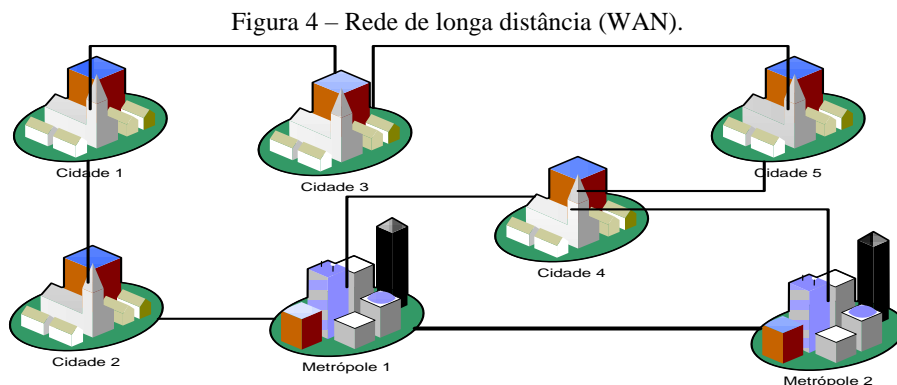 Figura 4 – Rede de longa distância (WAN).
Cidade 1
Cidade 3
Cidade 5
Cidade 4
Cidade 2
Metrópole 1
Metrópole 2